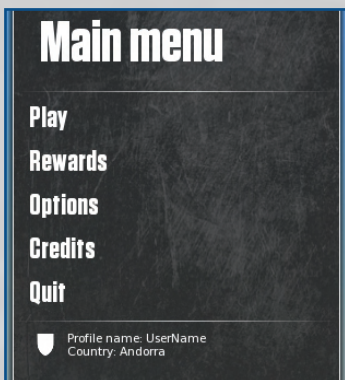 Main menu
Play
Rewards
Options
Credits
Quit
Profile name: UserName
Country: Andorra